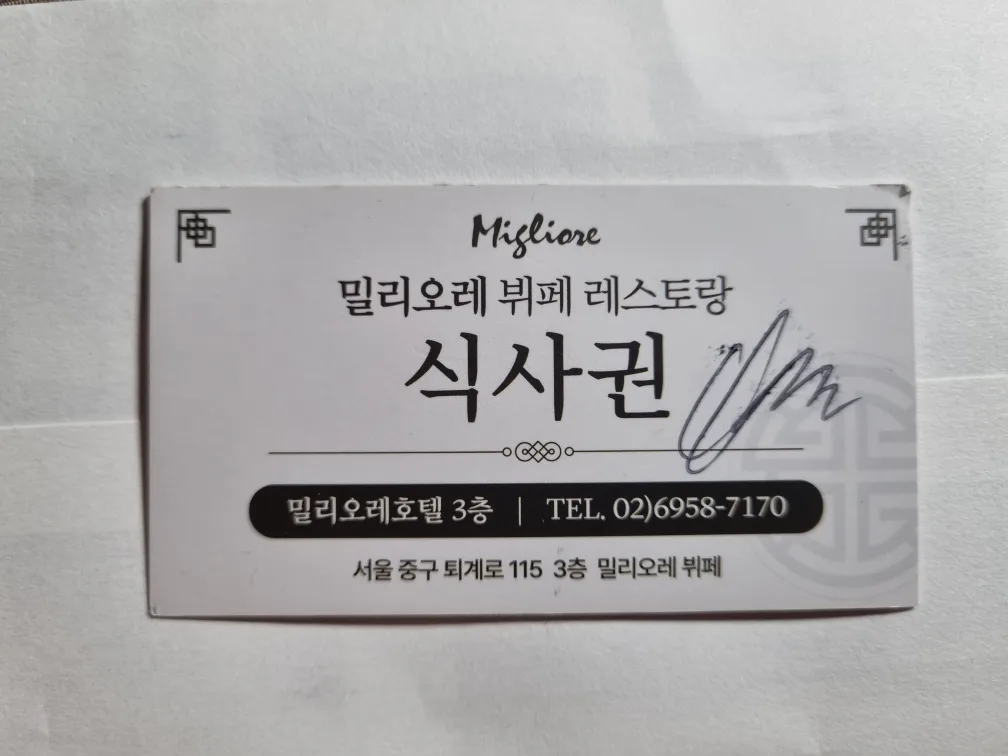 Migliore
밀리오레 뷔페 레스토랑
식사권
밀리오레호텔 3층 | TEL. 02)6958-7170
서울 중구 퇴계로 115 3층 밀리오레 뷔페